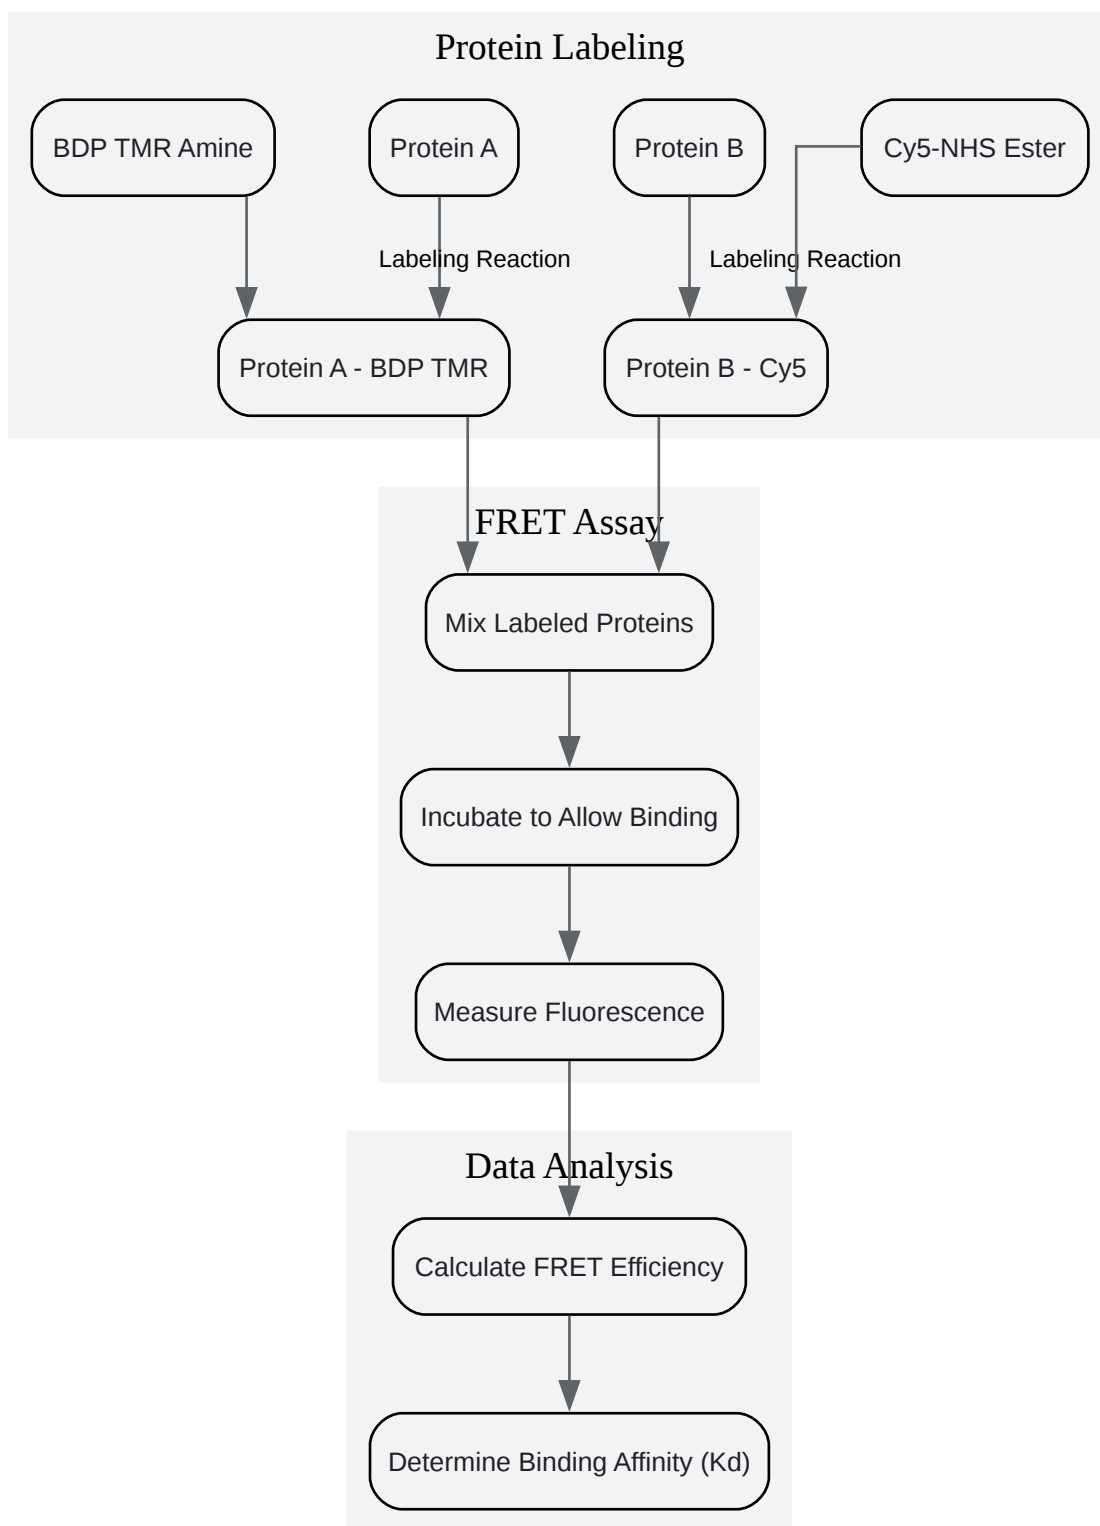 Protein Labeling
BDP TMR Amine
Protein A
Protein B
Cy5-NHS Ester
Labeling Reaction
Labeling Reaction
Protein A - BDP TMR
Protein B - Cy5
FRET Assay
Mix Labeled Proteins
Incubate to Allow Binding
Measure Fluorescence
Data Analysis
Calculate FRET Efficiency
Determine Binding Affinity (Kd)